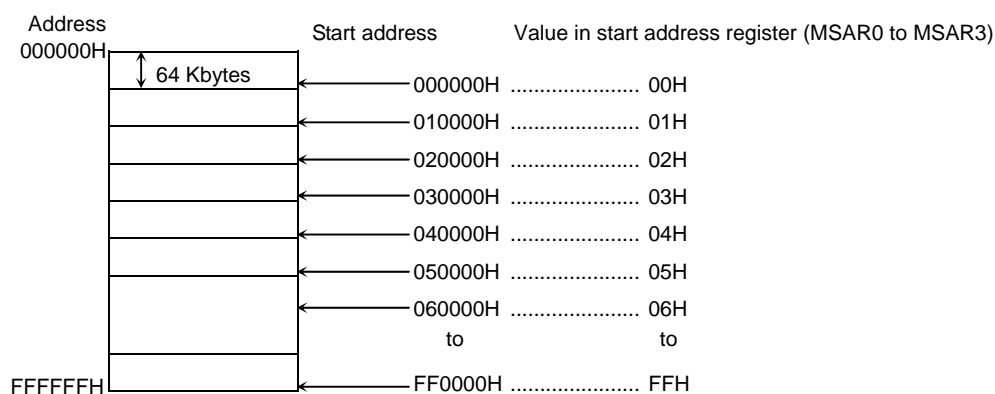 Address
000000H
Start address
Value in start address register (MSAR0 to MSAR3)
64 Kbytes
000000H ...................... 00H
010000H ...................... 01H
020000H ...................... 02H
030000H ...................... 03H
040000H ...................... 04H
050000H ...................... 05H
060000H ...................... 06H
to to
FF0000H ...................... FFH
FFFFFFH